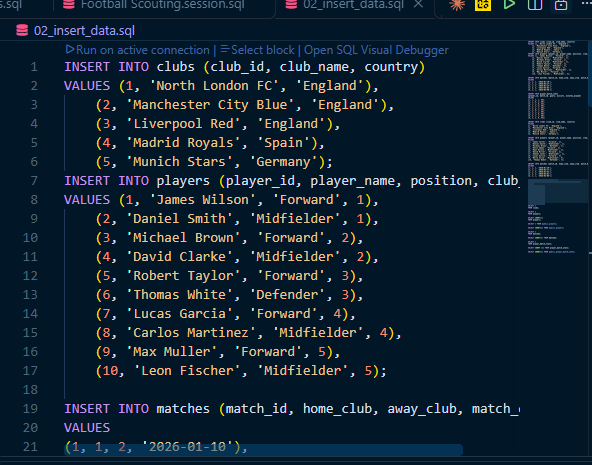 s.sql
Football Scouting.session.sql
02_insert_data.sql
02_insert_data.sql
Run on active connection | Select block | Open SQL Visual Debugger
1 INSERT INTO clubs (club_id, club_name, country)
2 VALUES (1, 'North London FC', 'England'),
3 (2, 'Manchester City Blue', 'England'),
4 (3, 'Liverpool Red', 'England'),
5 (4, 'Madrid Royals', 'Spain'),
6 (5, 'Munich Stars', 'Germany');
7 INSERT INTO players (player_id, player_name, position, club_
8 VALUES (1, 'James Wilson', 'Forward', 1),
9 (2, 'Daniel Smith', 'Midfielder', 1),
10 (3, 'Michael Brown', 'Forward', 2),
11 (4, 'David Clarke', 'Midfielder', 2),
12 (5, 'Robert Taylor', 'Forward', 3),
13 (6, 'Thomas White', 'Defender', 3),
14 (7, 'Lucas Garcia', 'Forward', 4),
15 (8, 'Carlos Martinez', 'Midfielder', 4),
16 (9, 'Max Muller', 'Forward', 5),
17 (10, 'Leon Fischer', 'Midfielder', 5);
18
19 INSERT INTO matches (match_id, home_club, away_club, match_
20 VALUES
21 (1, 1, 2, '2026-01-10'),